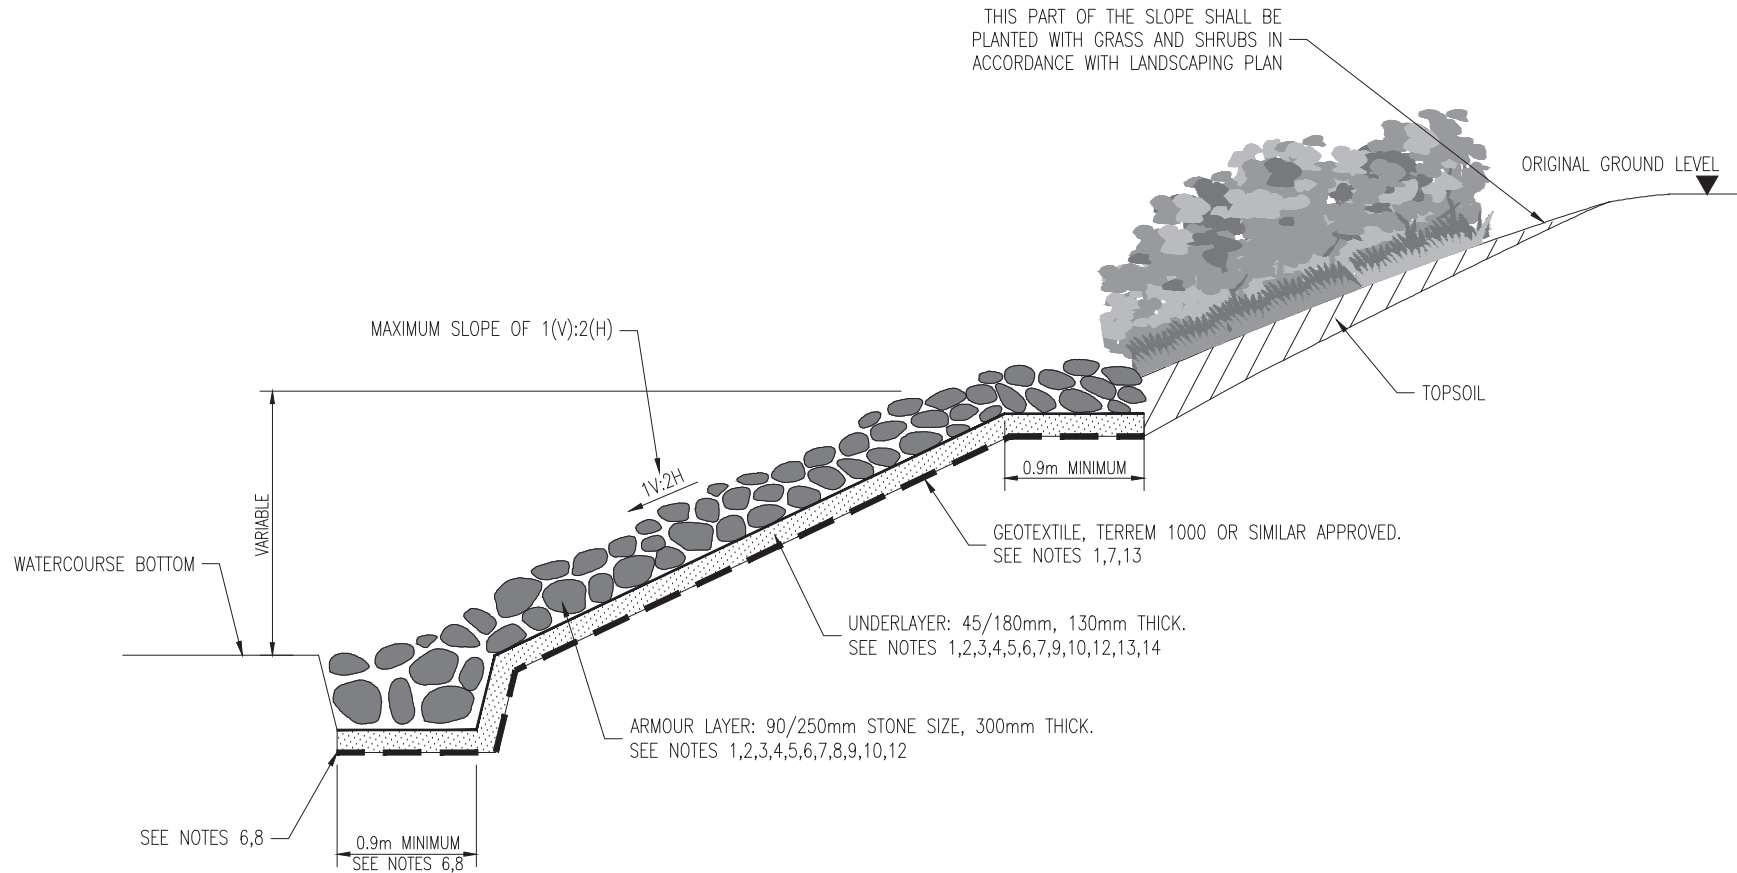 THIS PART OF THE SLOPE SHALL BE
PLANTED WITH GRASS AND SHRUBS IN
ACCORDANCE WITH LANDSCAPING PLAN
ORIGINAL GROUND LEVEL
MAXIMUM SLOPE OF 1(V):2(H)
TOPSOIL
1V:2H
0.9m MINIMUM
VARIABLE
GEOTEXTILE, TERREM 1000 OR SIMILAR APPROVED.
SEE NOTES 1,7,13
WATERCOURSE BOTTOM
UNDERLAYER: 45/180mm, 130mm THICK.
SEE NOTES 1,2,3,4,5,6,7,9,10,12,13,14
ARMOUR LAYER: 90/250mm STONE SIZE, 300mm THICK.
SEE NOTES 1,2,3,4,5,6,7,8,9,10,12
SEE NOTES 6,8
0.9m MINIMUM
SEE NOTES 6,8